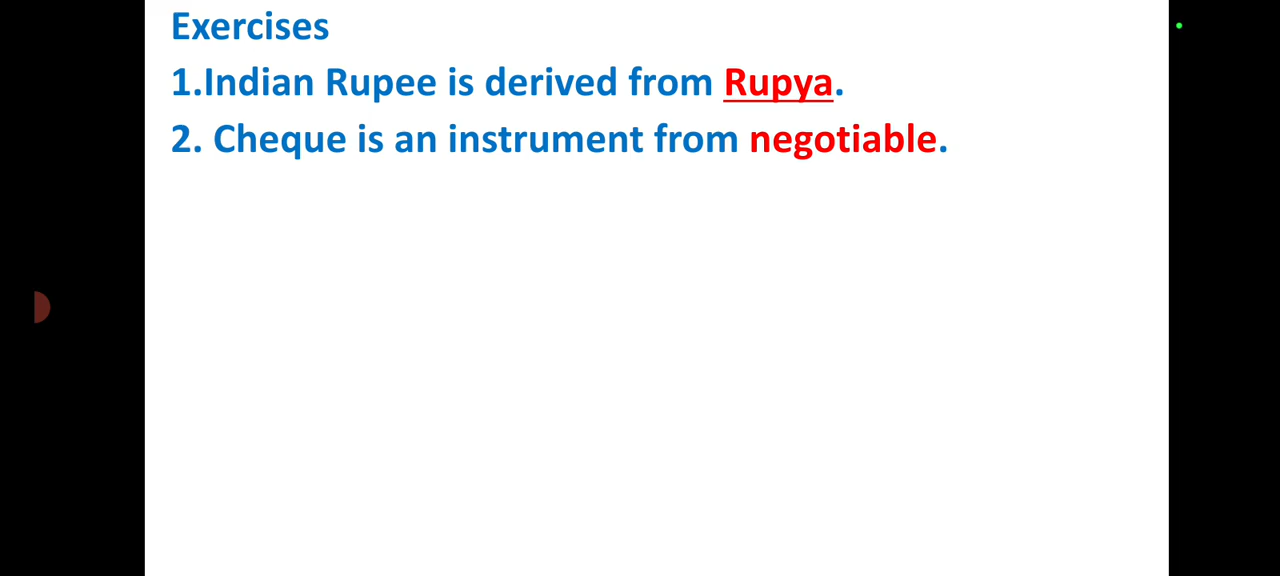 Exercises
1.Indian Rupee is derived from Rupya.
2. Cheque is an instrument from negotiable.